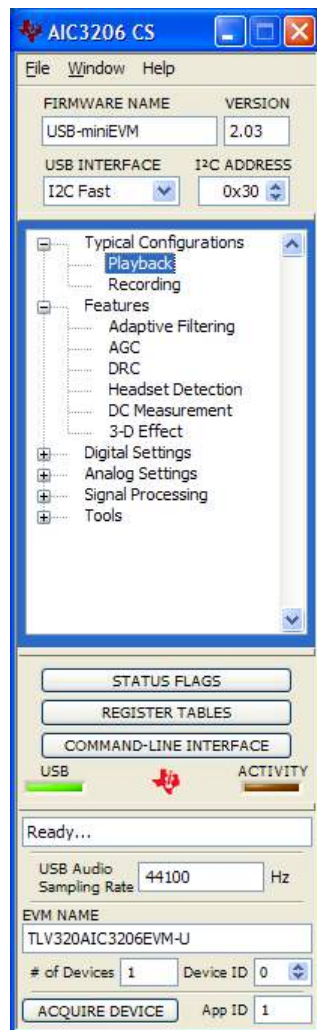 AIC3206 CS
File Window Help
FIRMWARE NAME VERSION
USB-miniEVM 2.03
USB INTERFACE I²C ADDRESS
I2C Fast 0x30
Typical Configurations
Playback
Recording
Features
Adaptive Filtering
AGC
DRC
Headset Detection
DC Measurement
3-D Effect
Digital Settings
Analog Settings
Signal Processing
Tools
STATUS FLAGS
REGISTER TABLES
COMMAND-LINE INTERFACE
USB ACTIVITY
Ready...
USB Audio
Sampling Rate 44100 Hz
EVM NAME
TLV320AIC3206EVM-U
# of Devices 1 Device ID 0
ACQUIRE DEVICE App ID 1